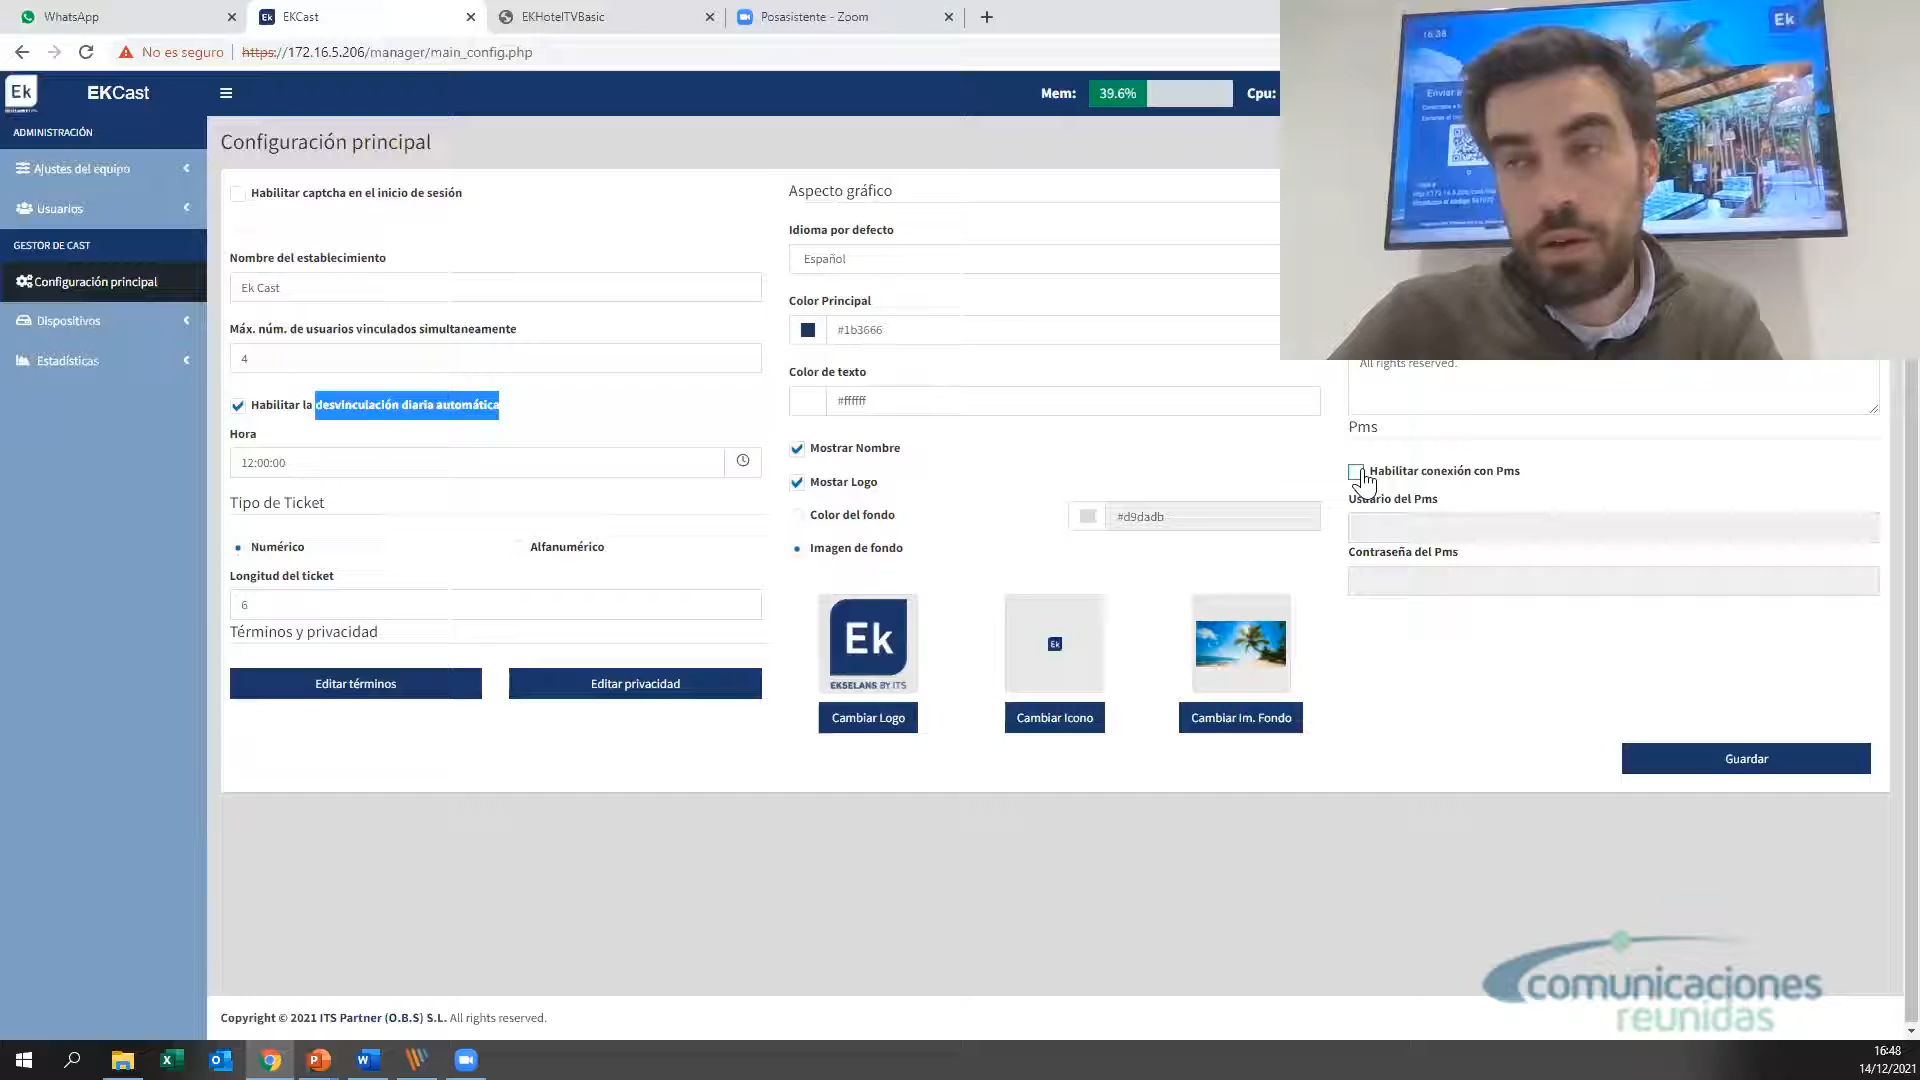 WhatsApp
EKCast
EKHotelTVBasic
Posasistente - Zoom
No es seguro
https://172.16.5.206/manager/main_config.php
Ek
EKCast
Mem:
39.6%
Cpu:
ADMINISTRACIÓN
Ajustes del equipo
Usuarios
GESTOR DE CAST
Configuración principal
Dispositivos
Estadísticas
Configuración principal
Habilitar captcha en el inicio de sesión
Nombre del establecimiento
Ek Cast
Máx. núm. de usuarios vinculados simultaneamente
4
Habilitar la desvinculación diaria automática
Hora
12:00:00
Tipo de Ticket
Numérico
Alfanumérico
Longitud del ticket
6
Términos y privacidad
Editar términos
Editar privacidad
Aspecto gráfico
Idioma por defecto
Español
Color Principal
#1b3666
Color de texto
#ffffff
Mostrar Nombre
Mostar Logo
Color del fondo
#d9dadb
Imagen de fondo
Ek
EKSELANS BY ITS
Ek
Cambiar Logo
Cambiar Icono
Cambiar Im. Fondo
16:38
Ek
Enviar a
All rights reserved.
Pms
Habilitar conexión con Pms
Usuario del Pms
Contraseña del Pms
Guardar
comunicaciones
reunidas
Copyright © 2021 ITS Partner (O.B.S) S.L. All rights reserved.
16:48
14/12/2021